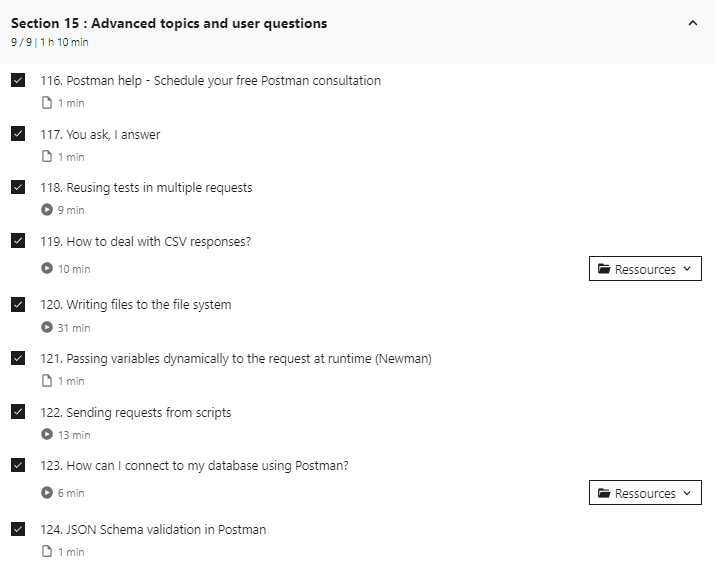 Section 15 : Advanced topics and user questions
9 / 9 | 1 h 10 min
116. Postman help - Schedule your free Postman consultation
1 min
117. You ask, I answer
1 min
118. Reusing tests in multiple requests
9 min
119. How to deal with CSV responses?
10 min
Ressources
120. Writing files to the file system
31 min
121. Passing variables dynamically to the request at runtime (Newman)
1 min
122. Sending requests from scripts
13 min
123. How can I connect to my database using Postman?
6 min
Ressources
124. JSON Schema validation in Postman
1 min